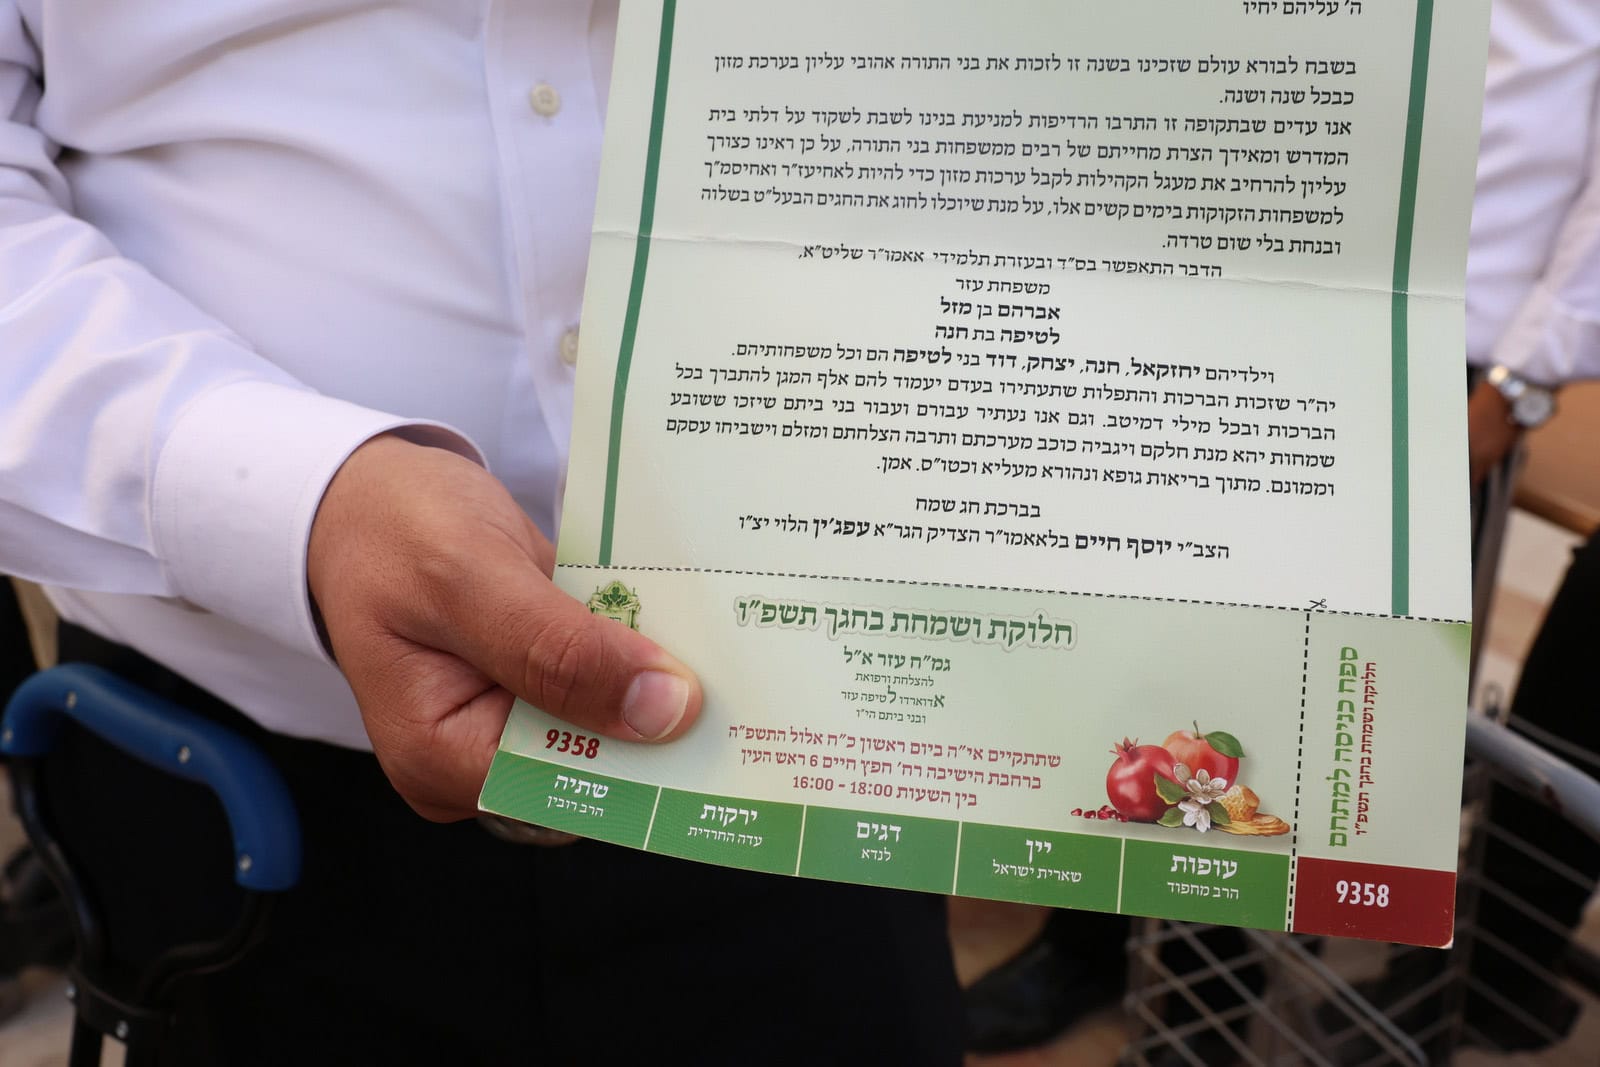 ה' עליהם יחיו
בשבח לבורא עולם שזכינו בשנה זו לזכות את בני התורה אהובי עליון בערכת מזון
כבכל שנה ושנה.
אנו עדים שבתקופה זו התרבו הרדיפות למניעת בנינו לשבת לשקוד על דלתי בית
המדרש ומאידך הצרת מחייתם של רבים ממשפחות בני התורה, על כן ראינו כצורך
עליון להרחיב את מעגל הקהילות לקבל ערכות מזון כדי להיות לאחיעז"ר ואחיסמ"ך
למשפחות הזקוקות בימים קשים אלו, על מנת שיוכלו לחוג את החגים הבעל"ט בשלוה
ובנחת בלי שום טרדה.
הדבר התאפשר בס"ד ובעזרת תלמידי אאמו"ר שליט"א,
משפחת עזר
אברהם בן מזל
לטיפה בת חנה
וילדיהם יחזקאל, חנה, יצחק, דוד בני לטיפה הם וכל משפחותיהם.
יה"ר שזכות הברכות והתפלות שתעתירו בעדם יעמוד להם אלף המגן להתברך בכל
הברכות ובכל מילי דמיטב. וגם אנו נעתיר עבורם ועבור בני ביתם שיזכו ששובע
שמחות יהא מנת חלקם ויגביה כוכב מערכתם ותרבה הצלחתם ומזלם וישביחו עסקם
וממונם. מתוך בריאות גופא ונהורא מעליא וכטו"ס. אמן.
בברכת חג שמח
הצב"י יוסף חיים בלאאמו"ר הצדיק הגר"א עפג'ין הלוי יצ"ו
חלוקת ושמחת בחגך תשפ"ו
גמ"ח עזר א"ל
להצלחת ורפואת
אדוארדו לטיפה עזר
ובני ביתם הי"ו
שתתקיים אי"ה ביום ראשון כ"ח אלול התשפ"ה
ברחבת הישיבה רח' חפץ חיים 6 ראש העין
בין השעות 18:00 - 16:00
9358
עופות
הרב מחפוד
יין
שארית ישראל
דגים
לנדא
ירקות
עדה החרדית
שתיה
הרב רובין
ספח כניסה למתחם
חלוקת ושמחת בחגך תשפ"ו
9358